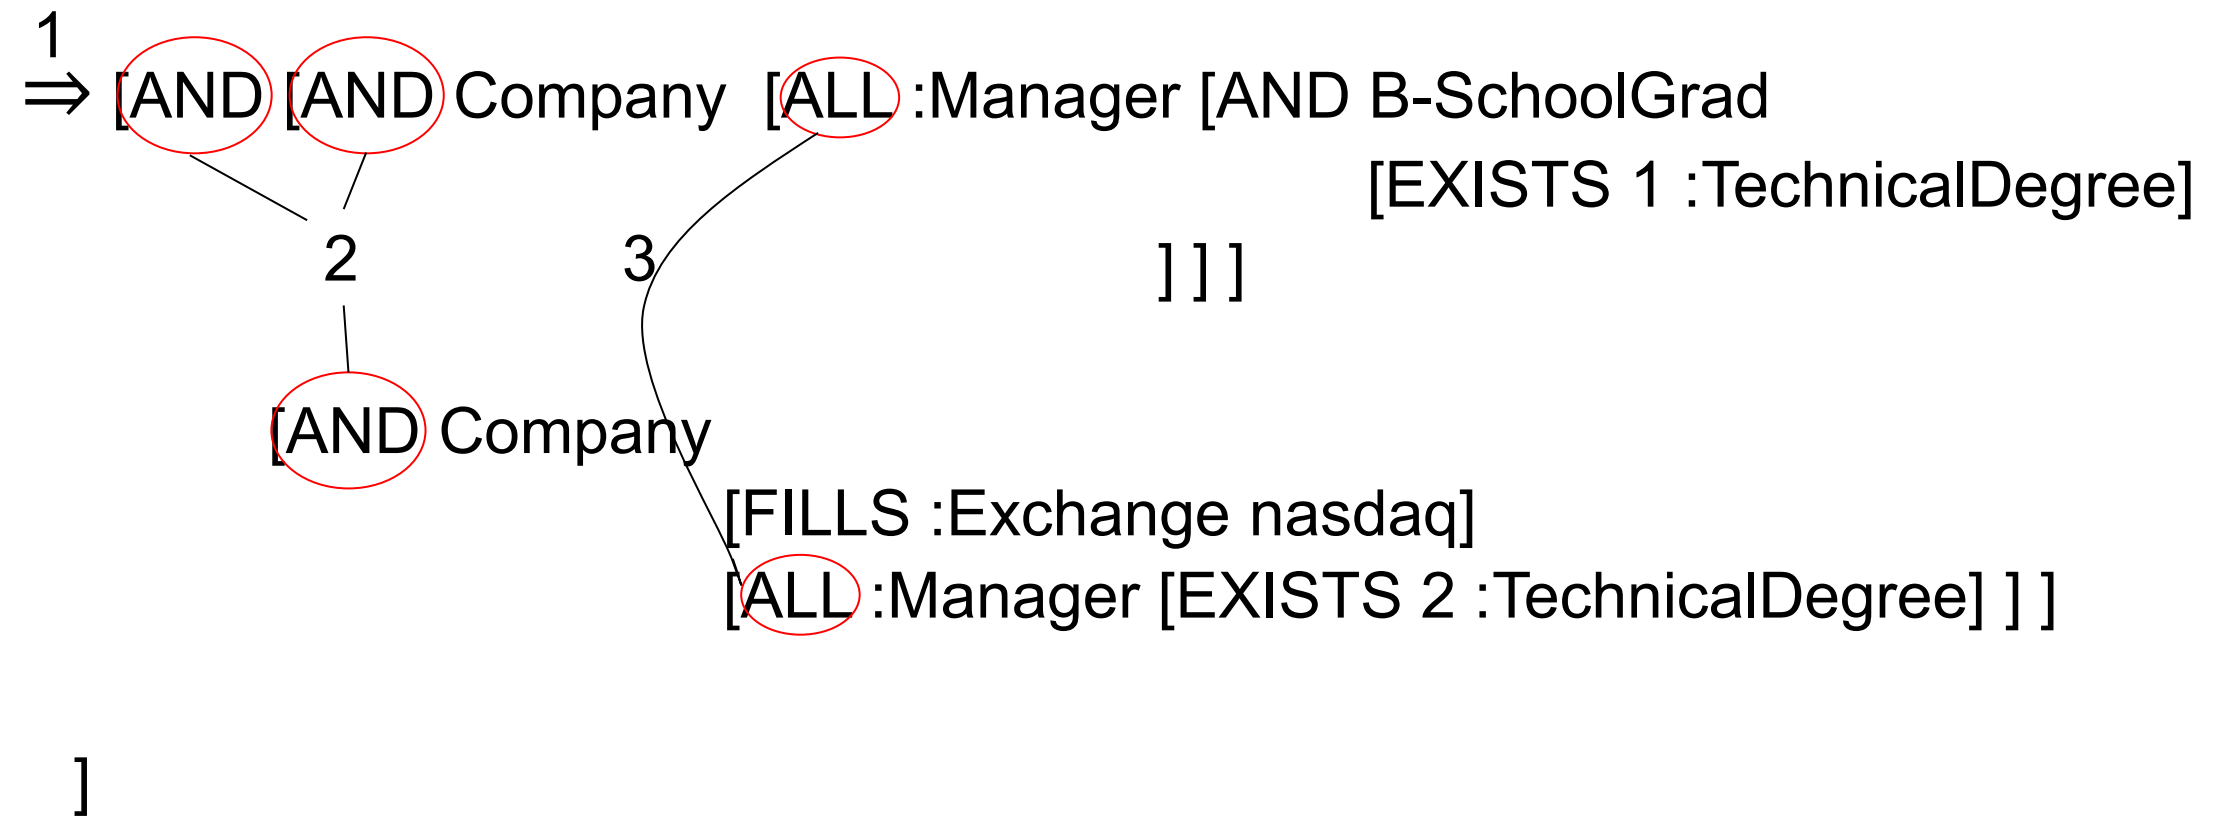 1
⇒ [AND [AND Company [ALL :Manager [AND B-SchoolGrad
[EXISTS 1 :TechnicalDegree]
2 3 ] ] ]
[AND Company
[FILLS :Exchange nasdaq]
[ALL :Manager [EXISTS 2 :TechnicalDegree] ] ]
]